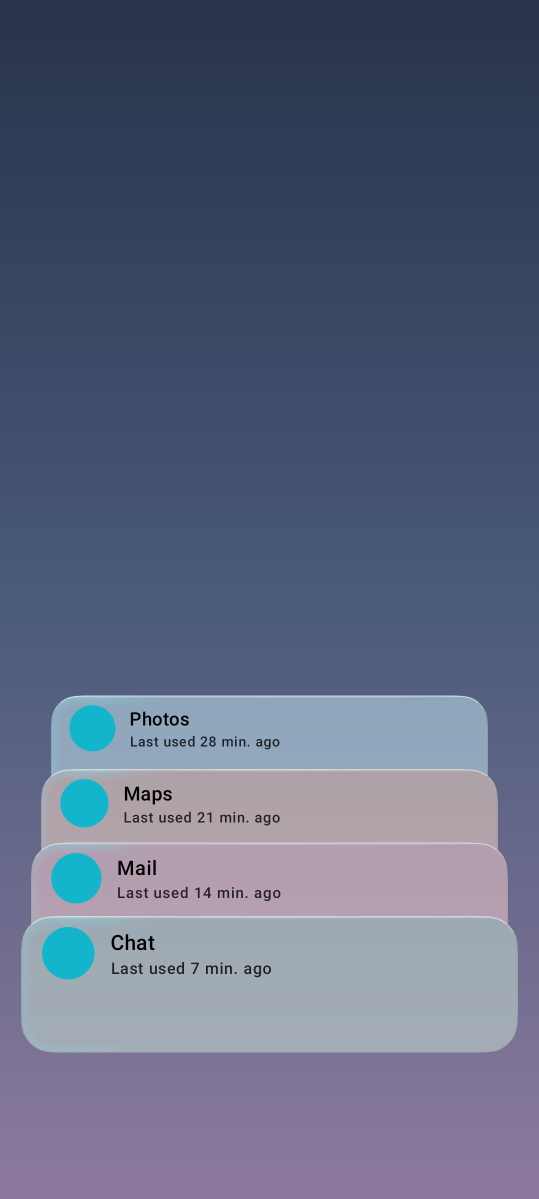 Photos
Last used 28 min. ago
Maps
Last used 21 min. ago
Mail
Last used 14 min. ago
Chat
Last used 7 min. ago